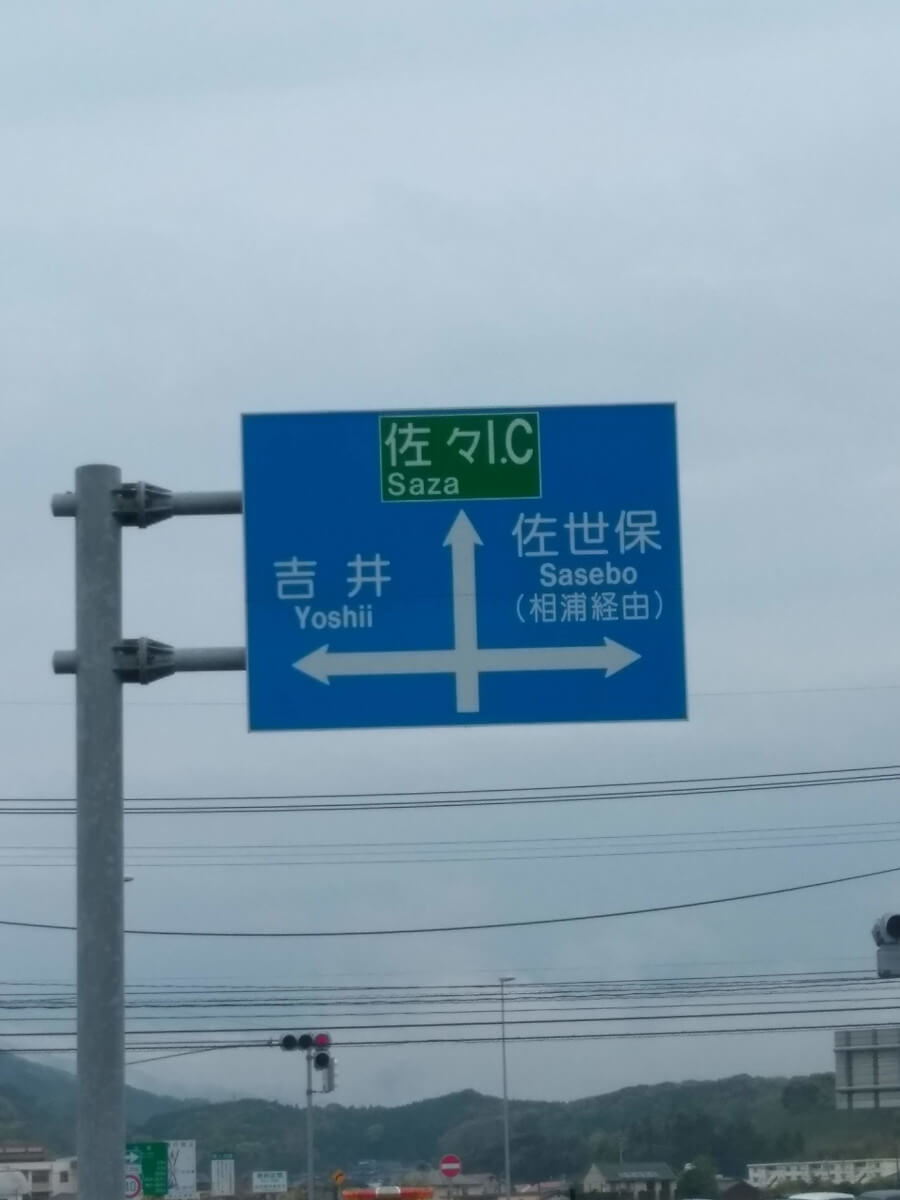 佐々I.C
Saza
佐世保
Sasebo
(相浦経由)
吉井
Yoshii